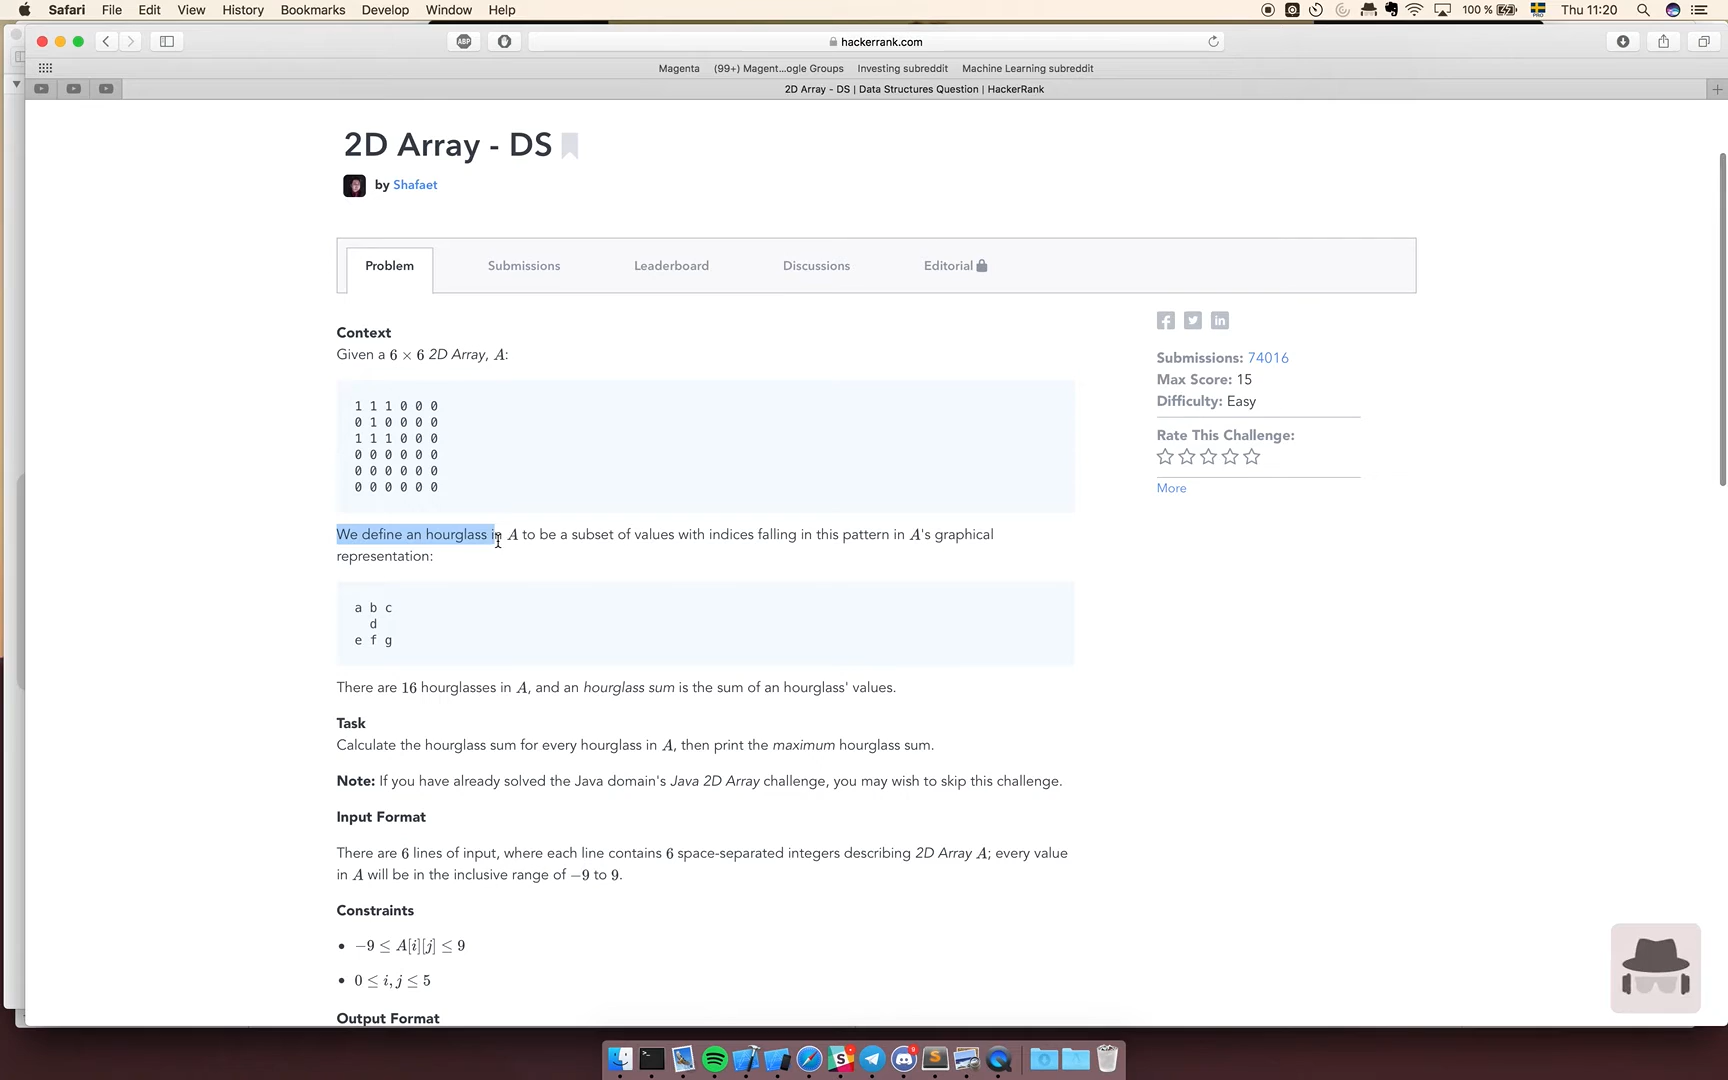 Safari File Edit View History Bookmarks Develop Window Help 100 % Thu 11:20
ABP hackerrank.com
Magenta (99+) Magent...ogle Groups Investing subreddit Machine Learning subreddit
2D Array - DS | Data Structures Question | HackerRank
2D Array - DS
by Shafaet
Problem Submissions Leaderboard Discussions Editorial
Context
Given a 6 × 6 2D Array, A:
1 1 1 0 0 0
0 1 0 0 0 0
1 1 1 0 0 0
0 0 0 0 0 0
0 0 0 0 0 0
0 0 0 0 0 0
We define an hourglass in A to be a subset of values with indices falling in this pattern in A's graphical
representation:
a b c
d
e f g
There are 16 hourglasses in A, and an hourglass sum is the sum of an hourglass' values.
Task
Calculate the hourglass sum for every hourglass in A, then print the maximum hourglass sum.
Note: If you have already solved the Java domain's Java 2D Array challenge, you may wish to skip this challenge.
Input Format
There are 6 lines of input, where each line contains 6 space-separated integers describing 2D Array A; every value
in A will be in the inclusive range of −9 to 9.
Constraints
• −9 ≤ A[i][j] ≤ 9
• 0 ≤ i, j ≤ 5
Output Format
Submissions: 74016
Max Score: 15
Difficulty: Easy
Rate This Challenge:
More